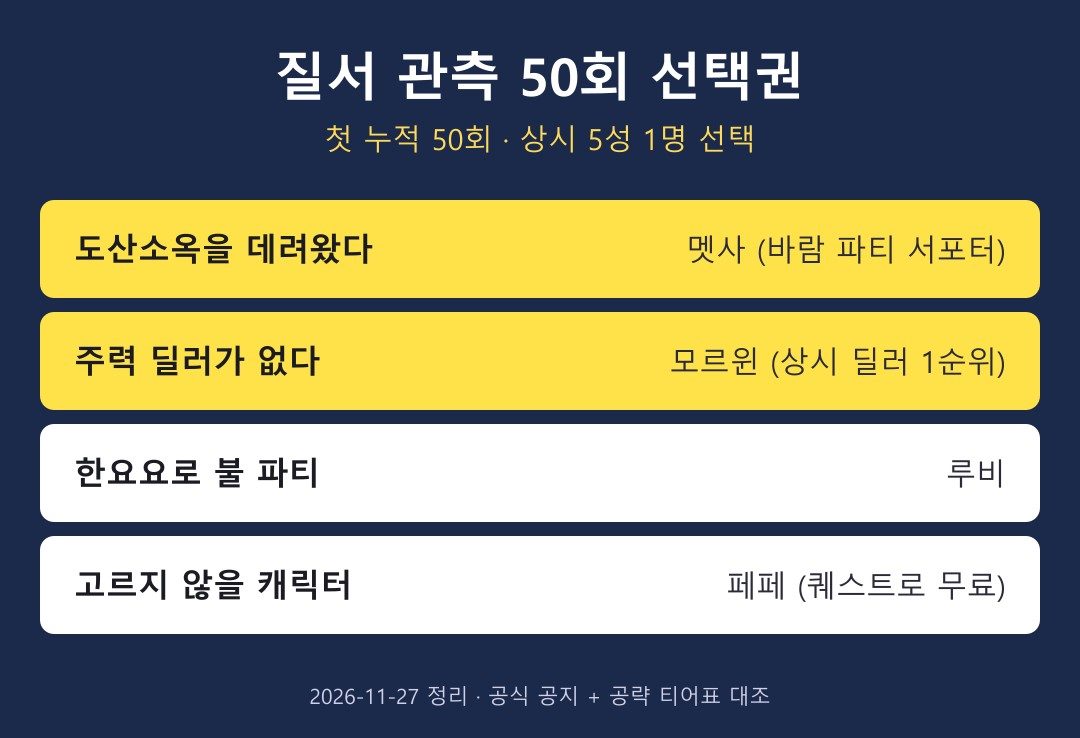 질서 관측 50회 선택권
첫 누적 50회 · 상시 5성 1명 선택
도산소옥을 데려왔다 멧사 (바람 파티 서포터)
주력 딜러가 없다 모르윈 (상시 딜러 1순위)
한요요로 불 파티 루비
고르지 않을 캐릭터 페페 (퀘스트로 무료)
2026-11-27 정리 · 공식 공지 + 공략 티어표 대조